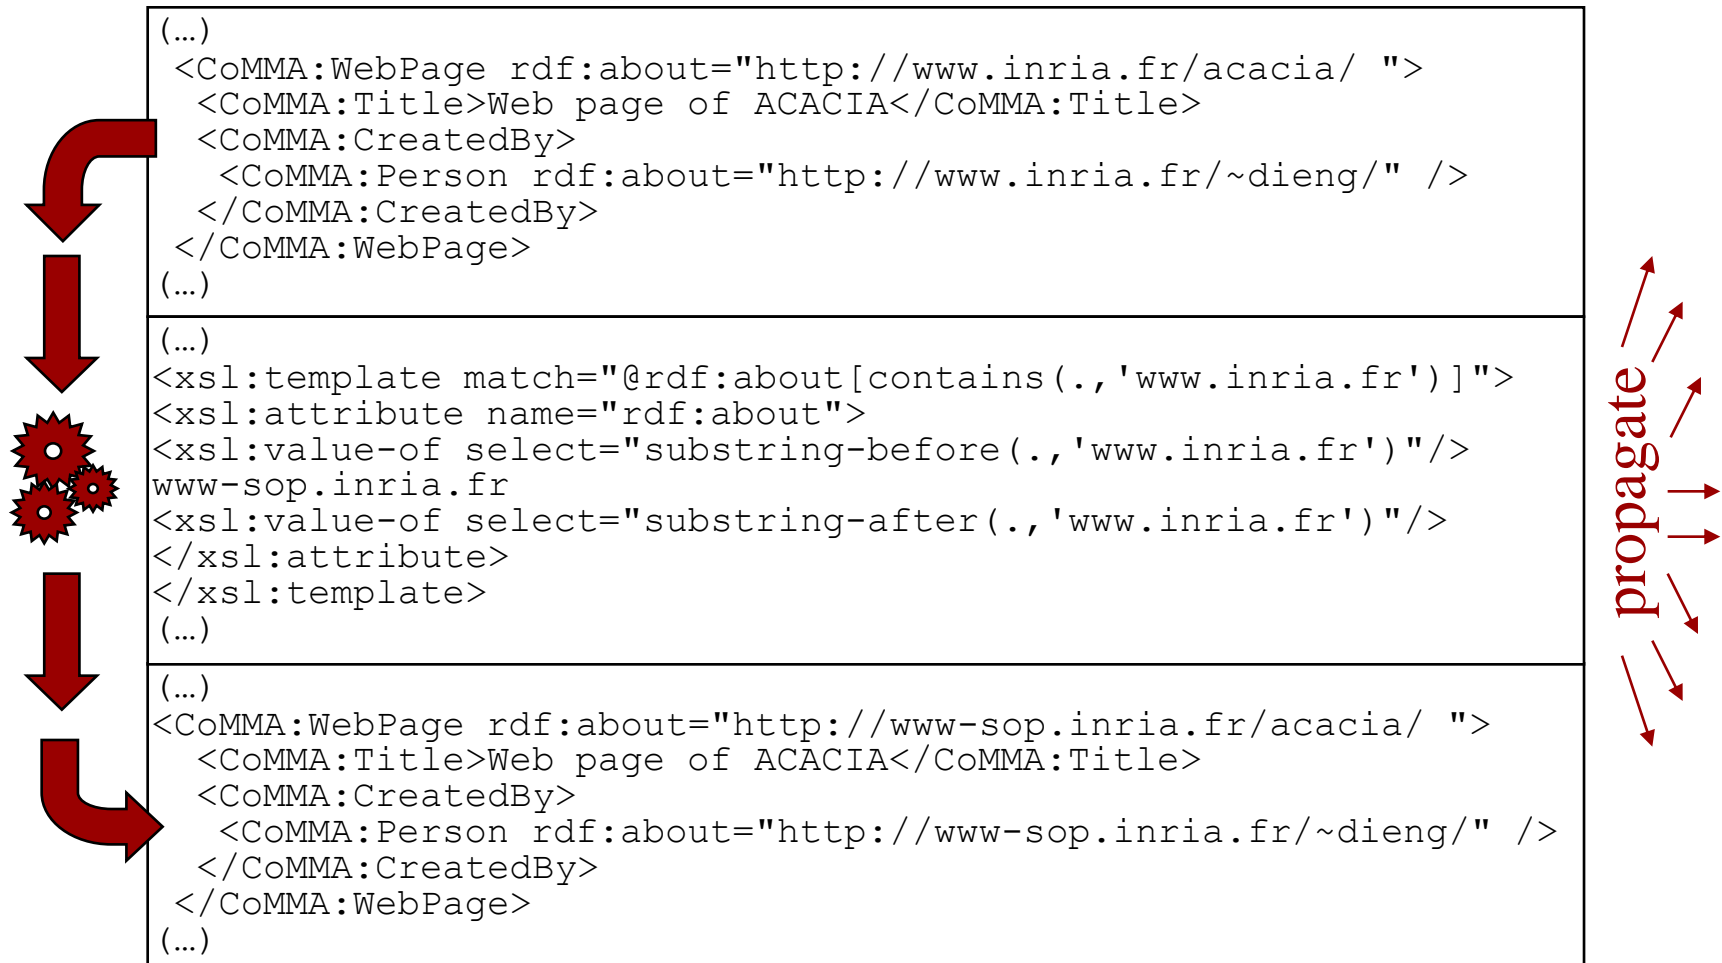 (…)
<CoMMA:WebPage rdf:about="http://www.inria.fr/acacia/ ">
<CoMMA:Title>Web page of ACACIA</CoMMA:Title>
<CoMMA:CreatedBy>
<CoMMA:Person rdf:about="http://www.inria.fr/~dieng/" />
</CoMMA:CreatedBy>
</CoMMA:WebPage>
(…)
(…)
<xsl:template match="@rdf:about[contains(.,'www.inria.fr')]">
<xsl:attribute name="rdf:about">
<xsl:value-of select="substring-before(.,'www.inria.fr')"/>
www-sop.inria.fr
<xsl:value-of select="substring-after(.,'www.inria.fr')"/>
</xsl:attribute>
</xsl:template>
(…)
(…)
<CoMMA:WebPage rdf:about="http://www-sop.inria.fr/acacia/ ">
<CoMMA:Title>Web page of ACACIA</CoMMA:Title>
<CoMMA:CreatedBy>
<CoMMA:Person rdf:about="http://www-sop.inria.fr/~dieng/" />
</CoMMA:CreatedBy>
</CoMMA:WebPage>
(…)
propagate